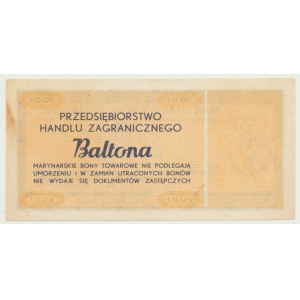 PRZEDSIĘBIORSTWO
HANDLU ZAGRANICZNEGO
Baltona
MARYNARSKIE BONY TOWAROWE NIE PODLEGAJĄ
UMORZENIU I W ZAMIAN UTRACONYCH BONÓW
NIE WYDAJE SIĘ DOKUMENTÓW ZASTĘPCZYCH